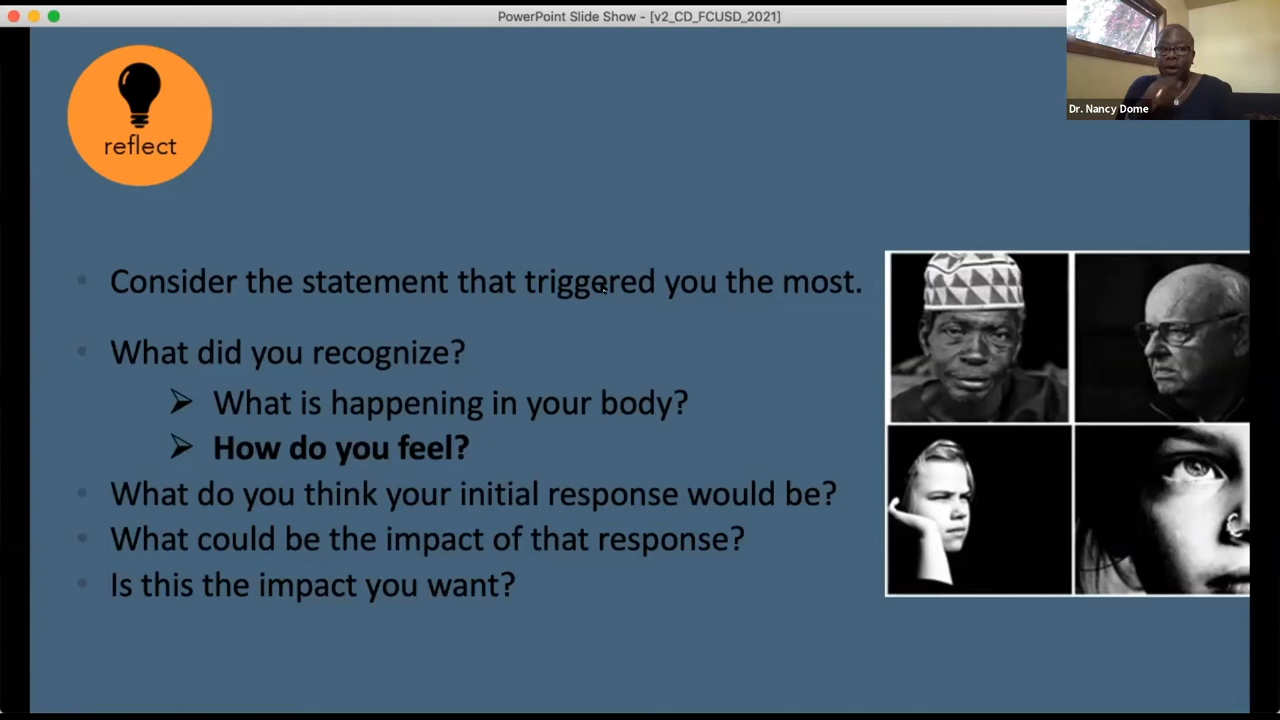 PowerPoint Slide Show - [v2_CD_FCUSD_2021]
Dr. Nancy Dome
reflect
Consider the statement that triggered you the most.
What did you recognize?
What is happening in your body?
How do you feel?
What do you think your initial response would be?
What could be the impact of that response?
Is this the impact you want?